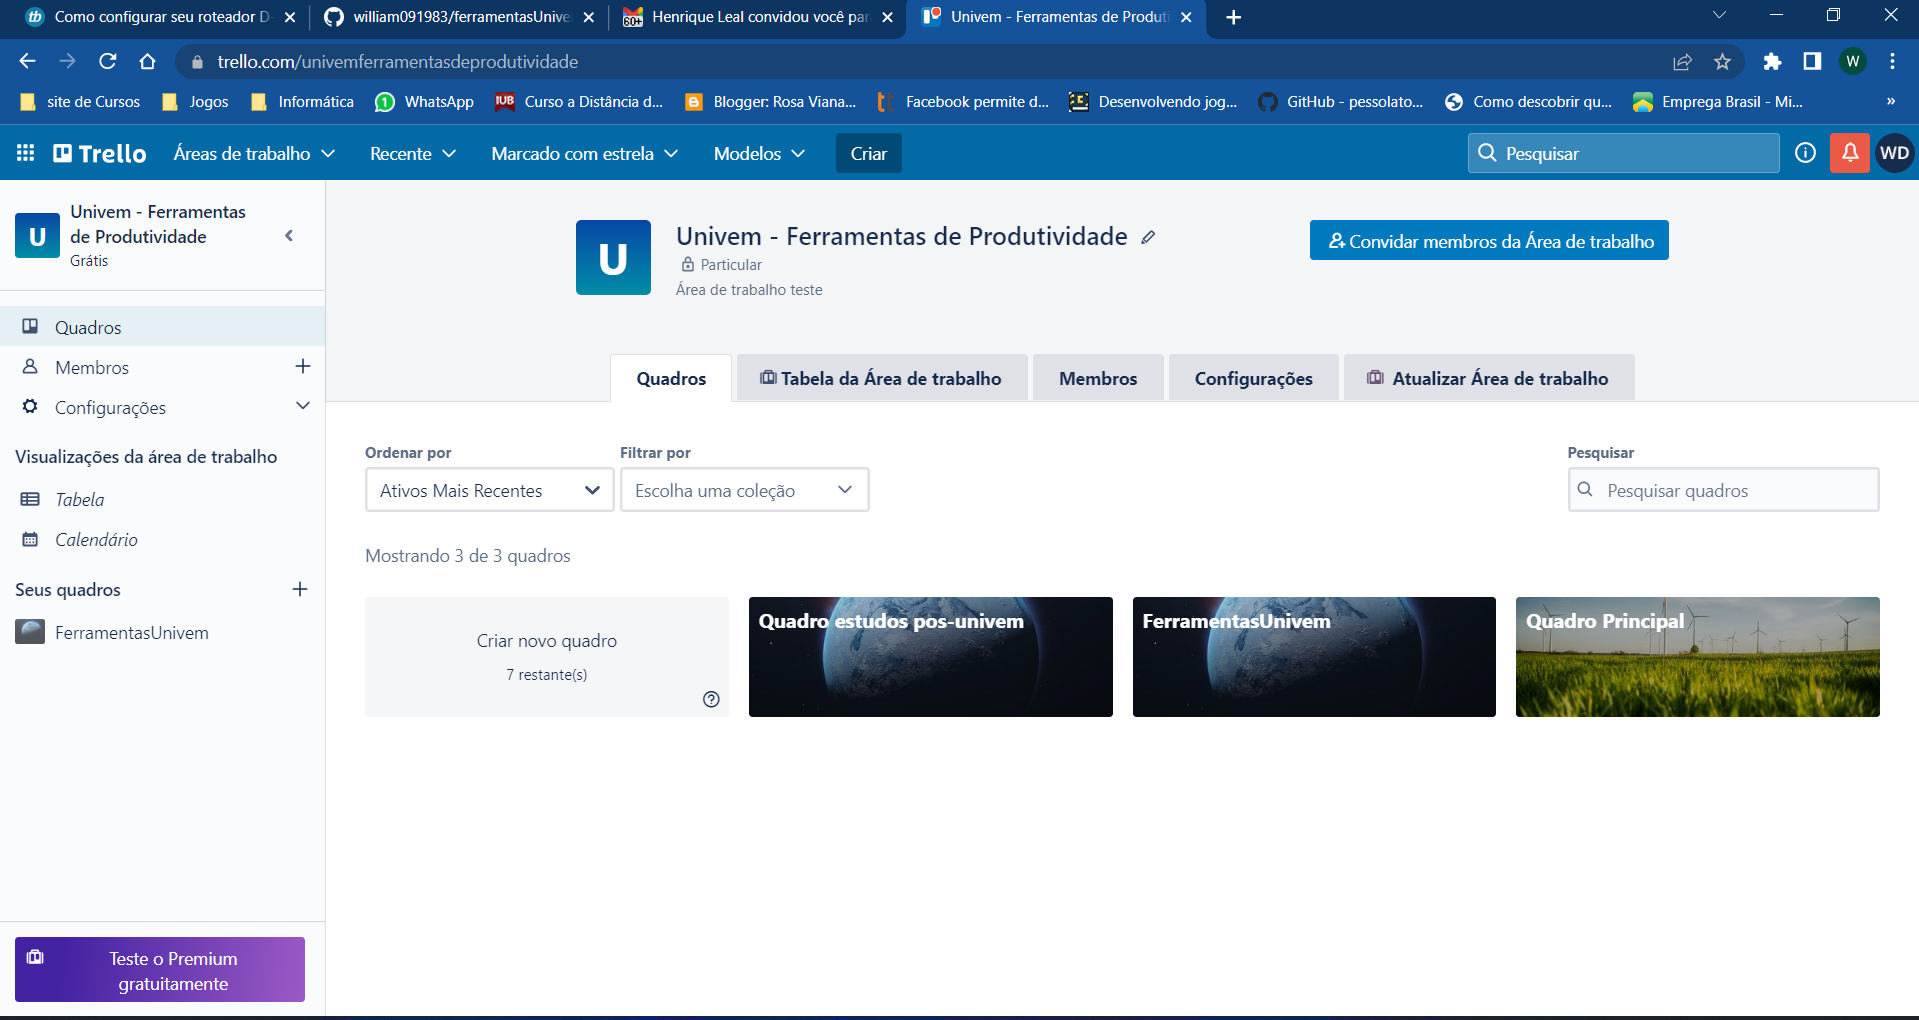 Como configurar seu roteador D-
william091983/ferramentasUnive
60+
Henrique Leal convidou você par
Univem - Ferramentas de Produti
trello.com/univemferramentasdeprodutividade
W
site de Cursos
Jogos
Informática
1
WhatsApp
IUB
Curso a Distância d...
Blogger: Rosa Viana...
Facebook permite d...
Desenvolvendo jog...
GitHub - pessolato...
Como descobrir qu...
Emprega Brasil - Mi...
»
Trello
Áreas de trabalho
Recente
Marcado com estrela
Modelos
Criar
Pesquisar
WD
U
Univem - Ferramentas
de Produtividade
Grátis
Quadros
Membros
Configurações
Visualizações da área de trabalho
Tabela
Calendário
Seus quadros
FerramentasUnivem
Teste o Premium
gratuitamente
U
Univem - Ferramentas de Produtividade
Particular
Área de trabalho teste
Convidar membros da Área de trabalho
Quadros
Tabela da Área de trabalho
Membros
Configurações
Atualizar Área de trabalho
Ordenar por
Ativos Mais Recentes
Filtrar por
Escolha uma coleção
Pesquisar
Pesquisar quadros
Mostrando 3 de 3 quadros
Criar novo quadro
7 restante(s)
Quadro estudos pos-univem
FerramentasUnivem
Quadro Principal